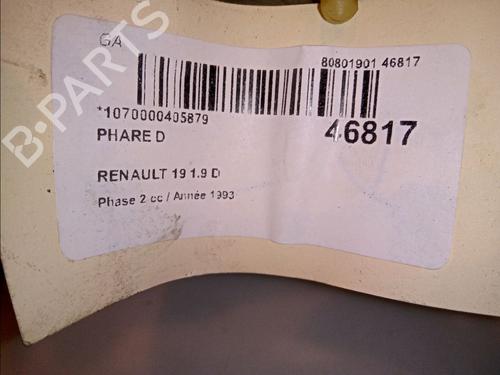 GA
80801901 46817
*1070000405879
46817
PHARE D
RENAULT 19 1.9 D
Phase 2 cc / Année 1993
B-PARTS